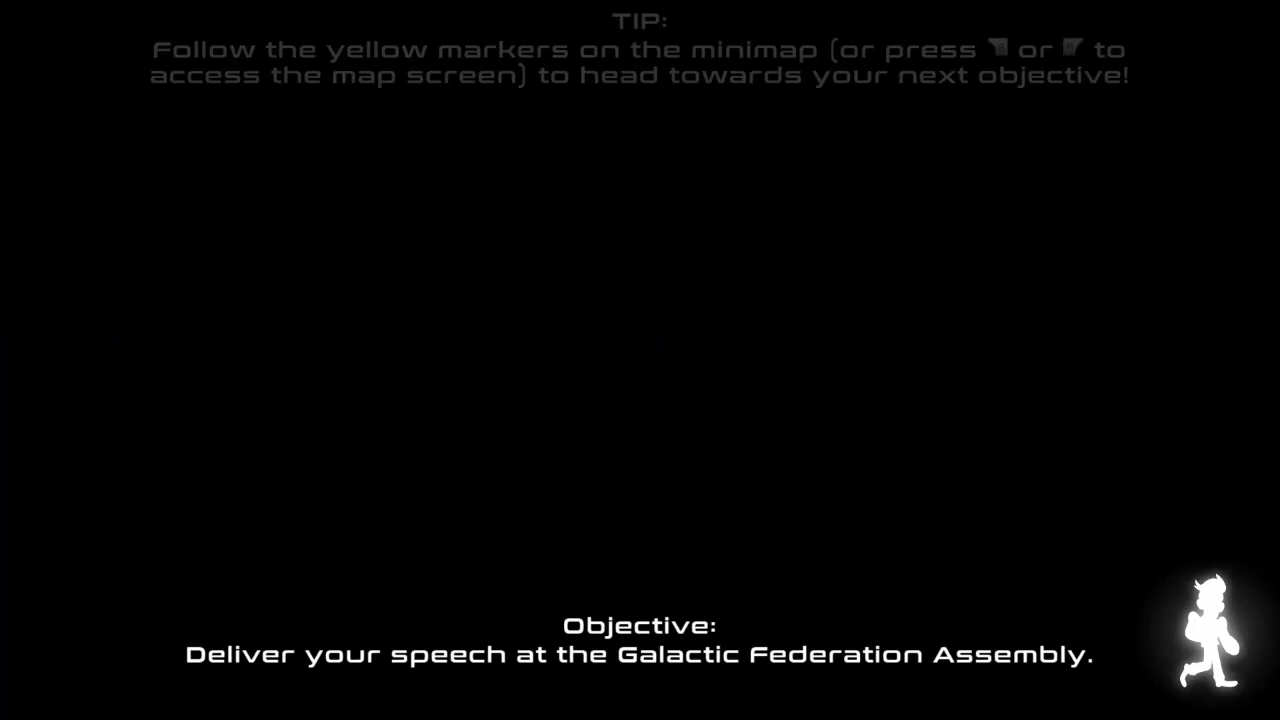 TIP:
Follow the yellow markers on the minimap (or press or to
access the map screen) to head towards your next objective!
Objective:
Deliver your speech at the Galactic Federation Assembly.